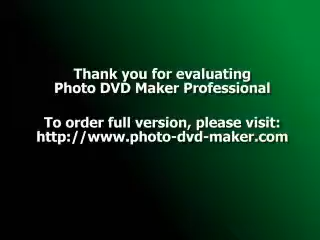 Thank you for evaluating
Photo DVD Maker Professional
To order full version, please visit:
http://www.photo-dvd-maker.com